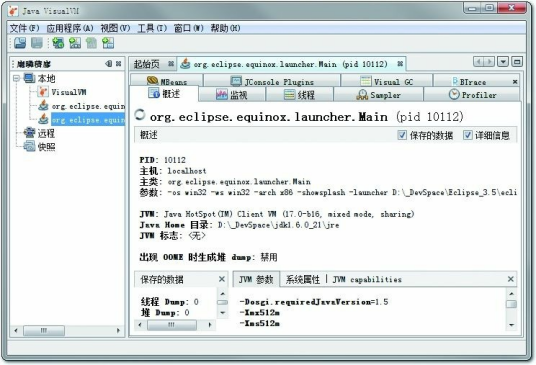 Java VisualVM
文件(F) 应用程序(A) 视图(V) 工具(T) 窗口(W) 帮助(H)
起始页 org.eclipse.equinox.launcher.Main (pid 10112)
本地
VisualVM
org.eclipse.equin
org.eclipse.equin
远程
快照
MBeans JConsole Plugins Visual GC BTrace
概述 监视 线程 Sampler Profiler
org.eclipse.equinox.launcher.Main (pid 10112)
概述 保存的数据 详细信息
PID: 10112
主机: localhost
主类: org.eclipse.equinox.launcher.Main
参数: -os win32 -ws win32 -arch x86 -showsplash -launcher D:\_DevSpace\Eclipse_3.5\ecli
JVM: Java HotSpot(TM) Client VM (17.0-b16, mixed mode, sharing)
Java Home 目录: D:\_DevSpace\jdk1.6.0_21\jre
JVM 标志: <无>
出现 OOME 时生成堆 dump: 禁用
保存的数据 JVM 参数 系统属性 JVM capabilities
线程 Dump: 0
堆 Dump: 0
-Dosgi.requiredJavaVersion=1.5
-Xms512m
-Xmx512m